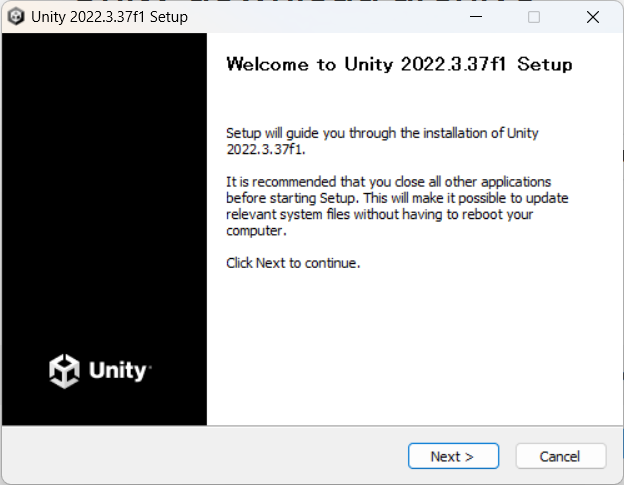 Unity 2022.3.37f1 Setup
Welcome to Unity 2022.3.37f1 Setup
Setup will guide you through the installation of Unity
2022.3.37f1.
It is recommended that you close all other applications
before starting Setup. This will make it possible to update
relevant system files without having to reboot your
computer.
Click Next to continue.
Unity
Next >
Cancel